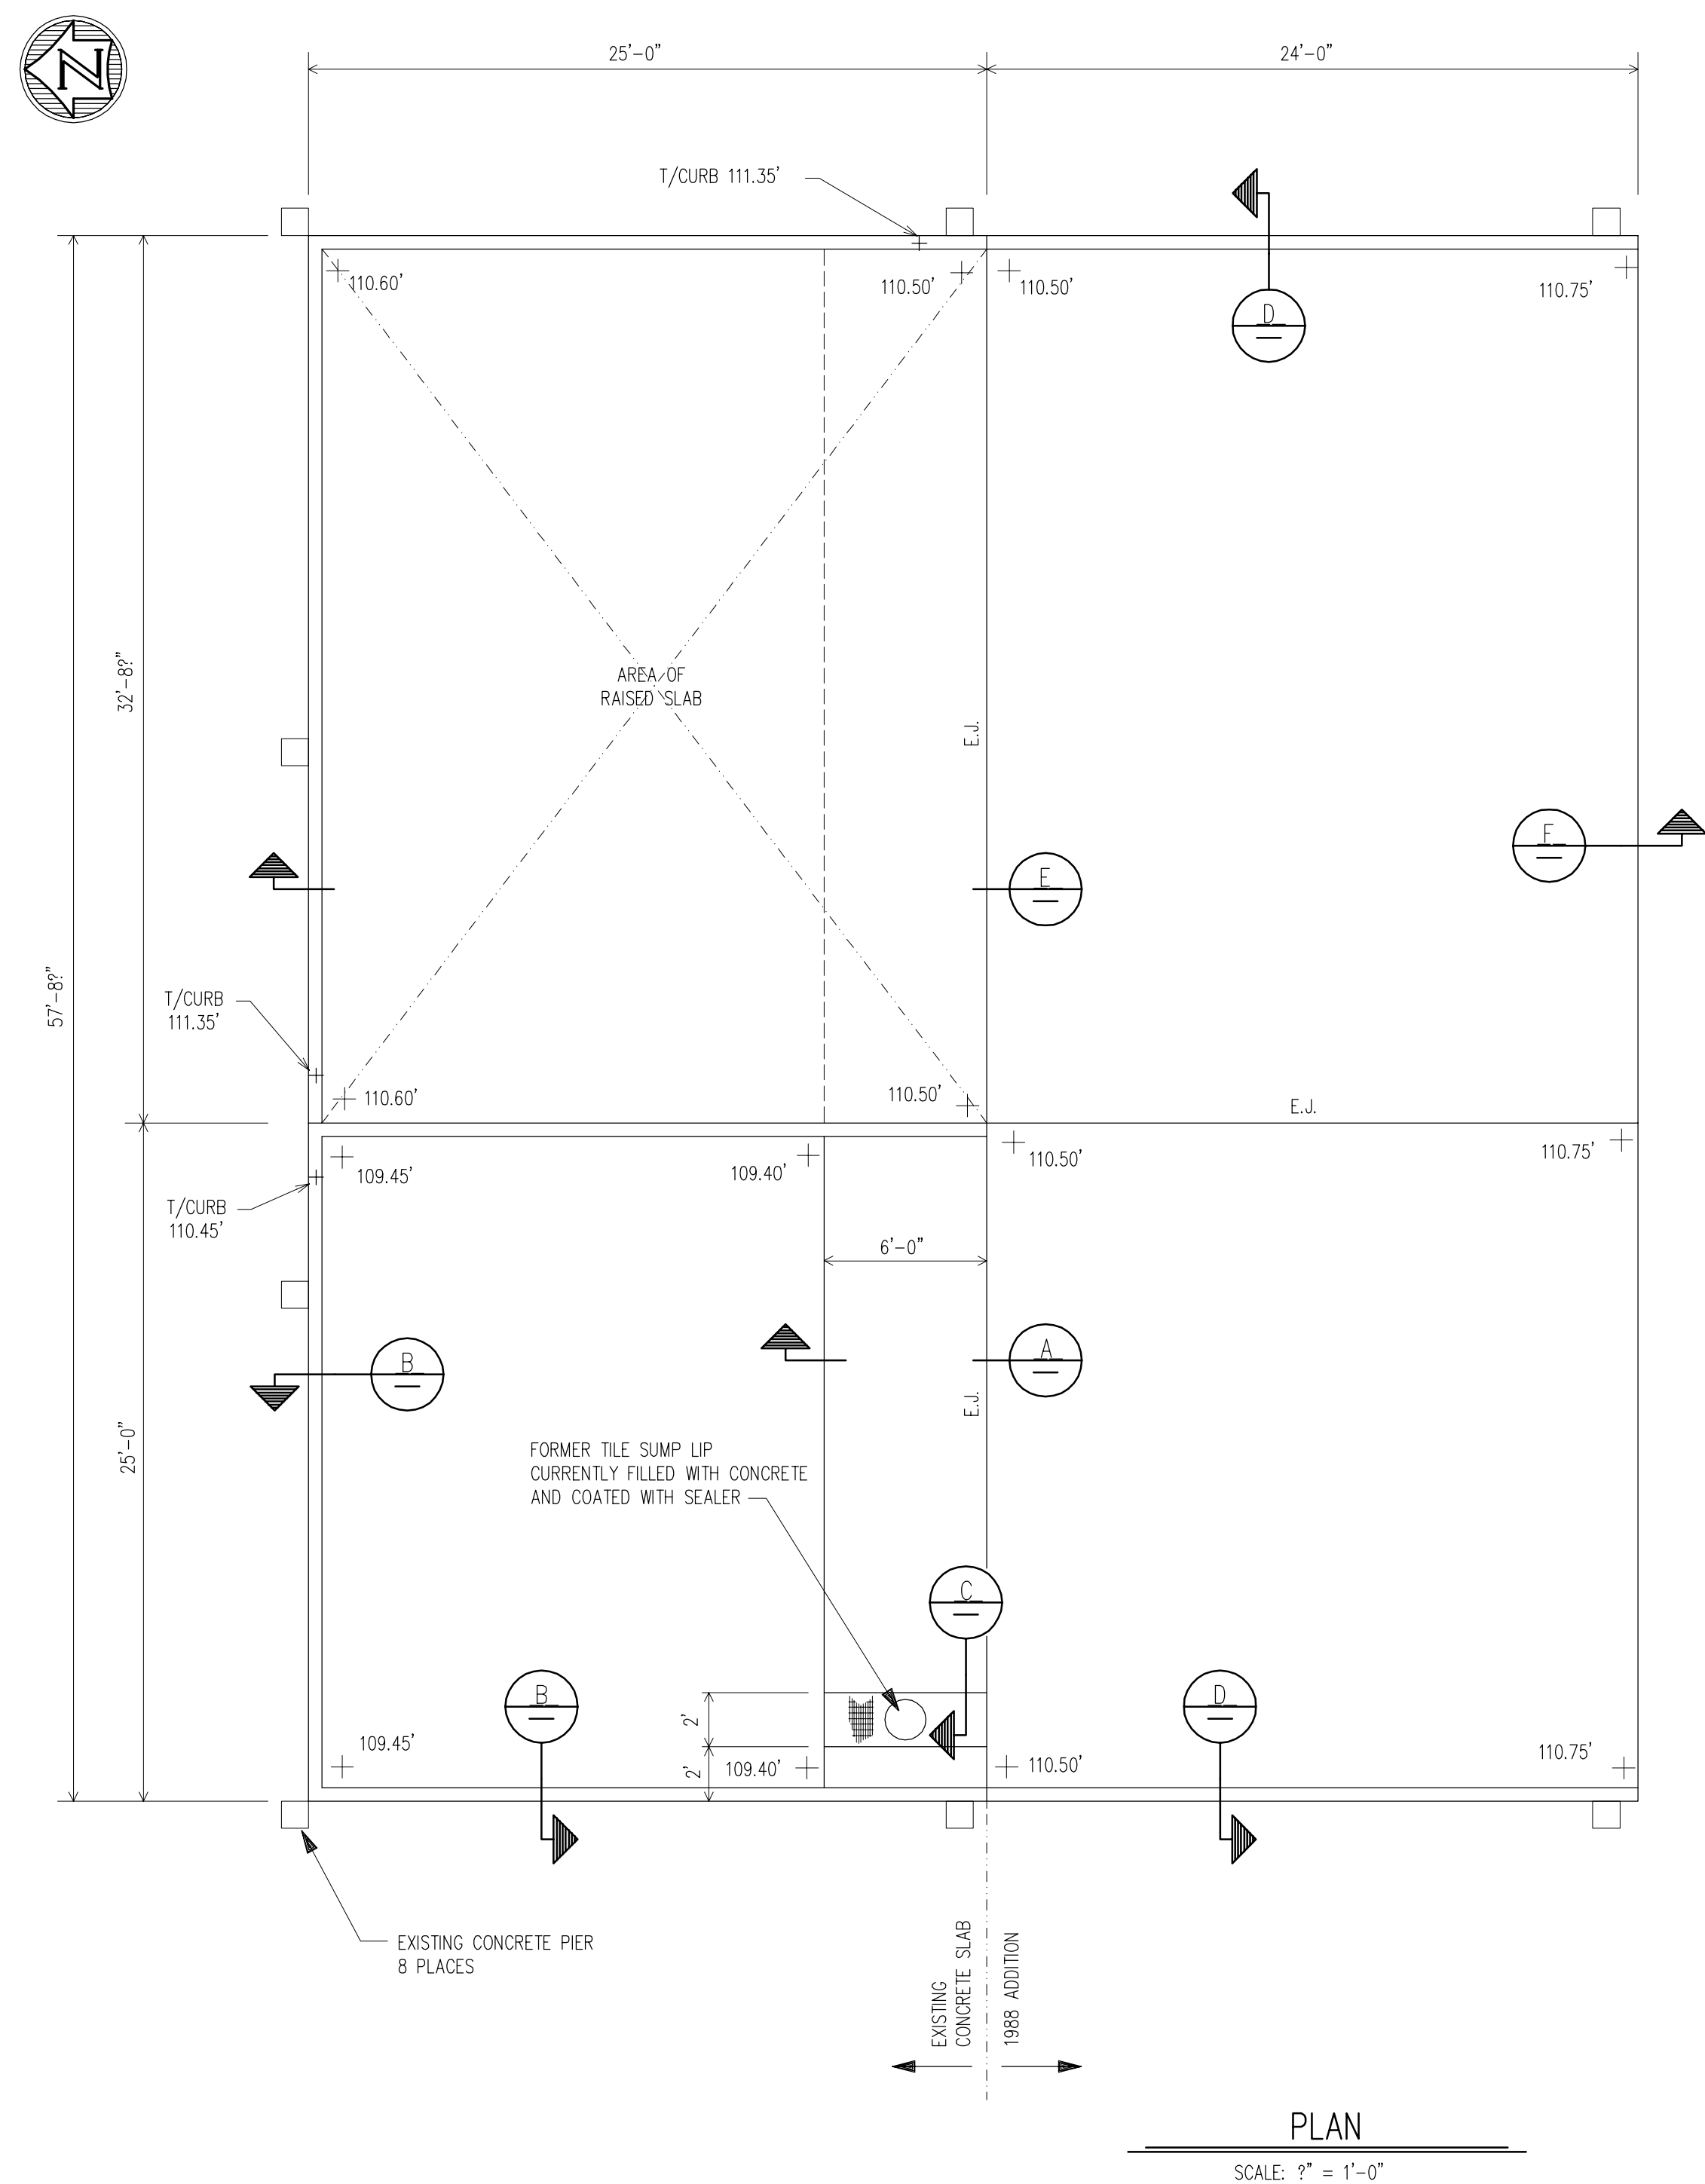 N
25'-0"
24'-0"
T/CURB 111.35'
110.60'
110.50'
110.50'
110.75'
D
AREA OF
RAISED SLAB
32'-8?"
E.J.
F
E
57'-8?"
T/CURB
111.35'
110.60'
110.50'
E.J.
109.45'
109.40'
110.50'
110.75'
T/CURB
110.45'
6'-0"
B
A
E.J.
25'-0"
FORMER TILE SUMP LIP
CURRENTLY FILLED WITH CONCRETE
AND COATED WITH SEALER
C
B
D
2'
2'
109.45'
109.40'
110.50'
110.75'
EXISTING CONCRETE PIER
8 PLACES
EXISTING
CONCRETE SLAB
1988 ADDITION
PLAN
SCALE: ?" = 1'-0"